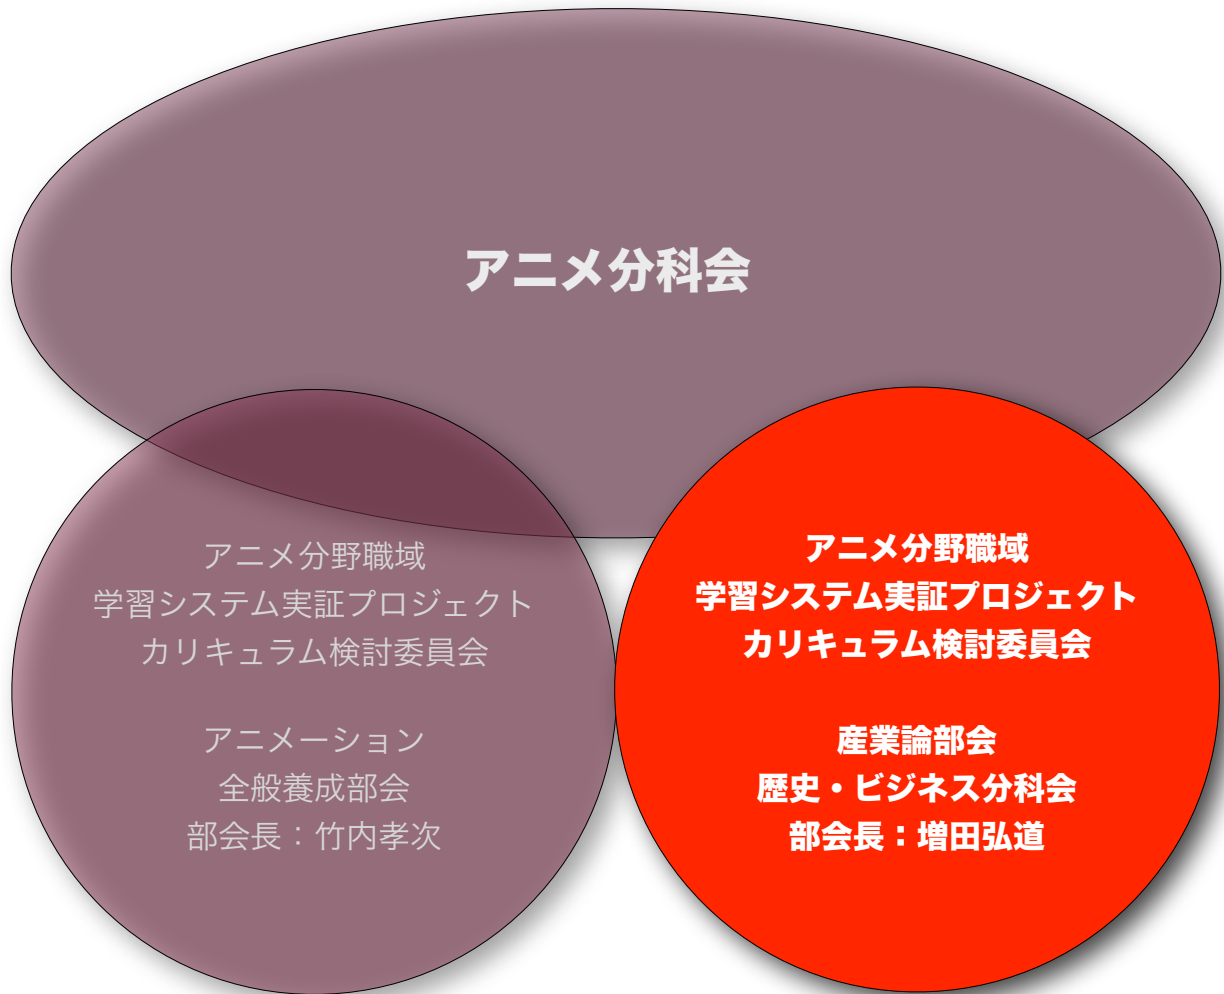 アニメ分科会
アニメ分野職域
学習システム実証プロジェクト
カリキュラム検討委員会
アニメーション
全般養成部会
部会長：竹内孝次
アニメ分野職域
学習システム実証プロジェクト
カリキュラム検討委員会
産業論部会
歴史・ビジネス分科会
部会長：増田弘道